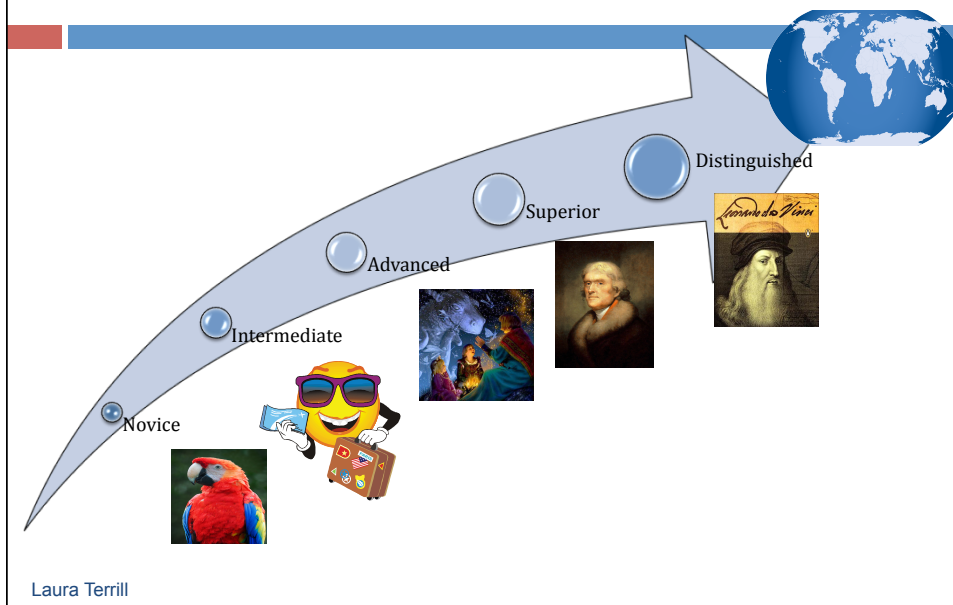 Distinguished
Superior
Advanced
Intermediate
Novice
Leonardo da Vinci
Laura Terrill